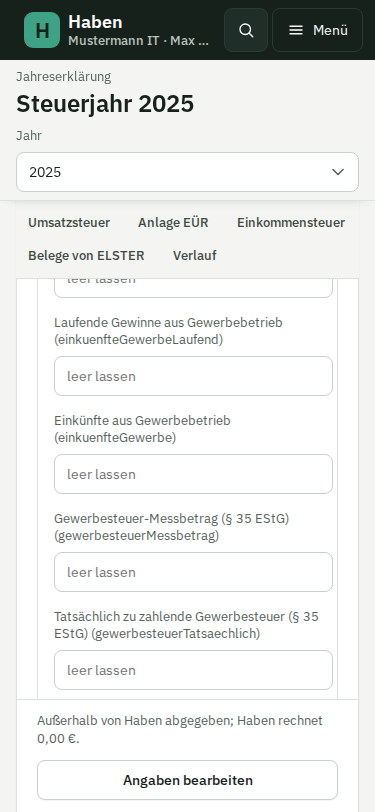 H
Haben
Mustermann IT · Max ...
Menü
Jahreserklärung
Steuerjahr 2025
Jahr
2025
Umsatzsteuer
Anlage EÜR
Einkommensteuer
Belege von ELSTER
Verlauf
leer lassen
Laufende Gewinne aus Gewerbebetrieb
(einkuenfteGewerbeLaufend)
leer lassen
Einkünfte aus Gewerbebetrieb
(einkuenfteGewerbe)
leer lassen
Gewerbesteuer-Messbetrag (§ 35 EStG)
(gewerbesteuerMessbetrag)
leer lassen
Tatsächlich zu zahlende Gewerbesteuer (§ 35
EStG) (gewerbesteuerTatsaechlich)
leer lassen
Außerhalb von Haben abgegeben; Haben rechnet
0,00 €.
Angaben bearbeiten